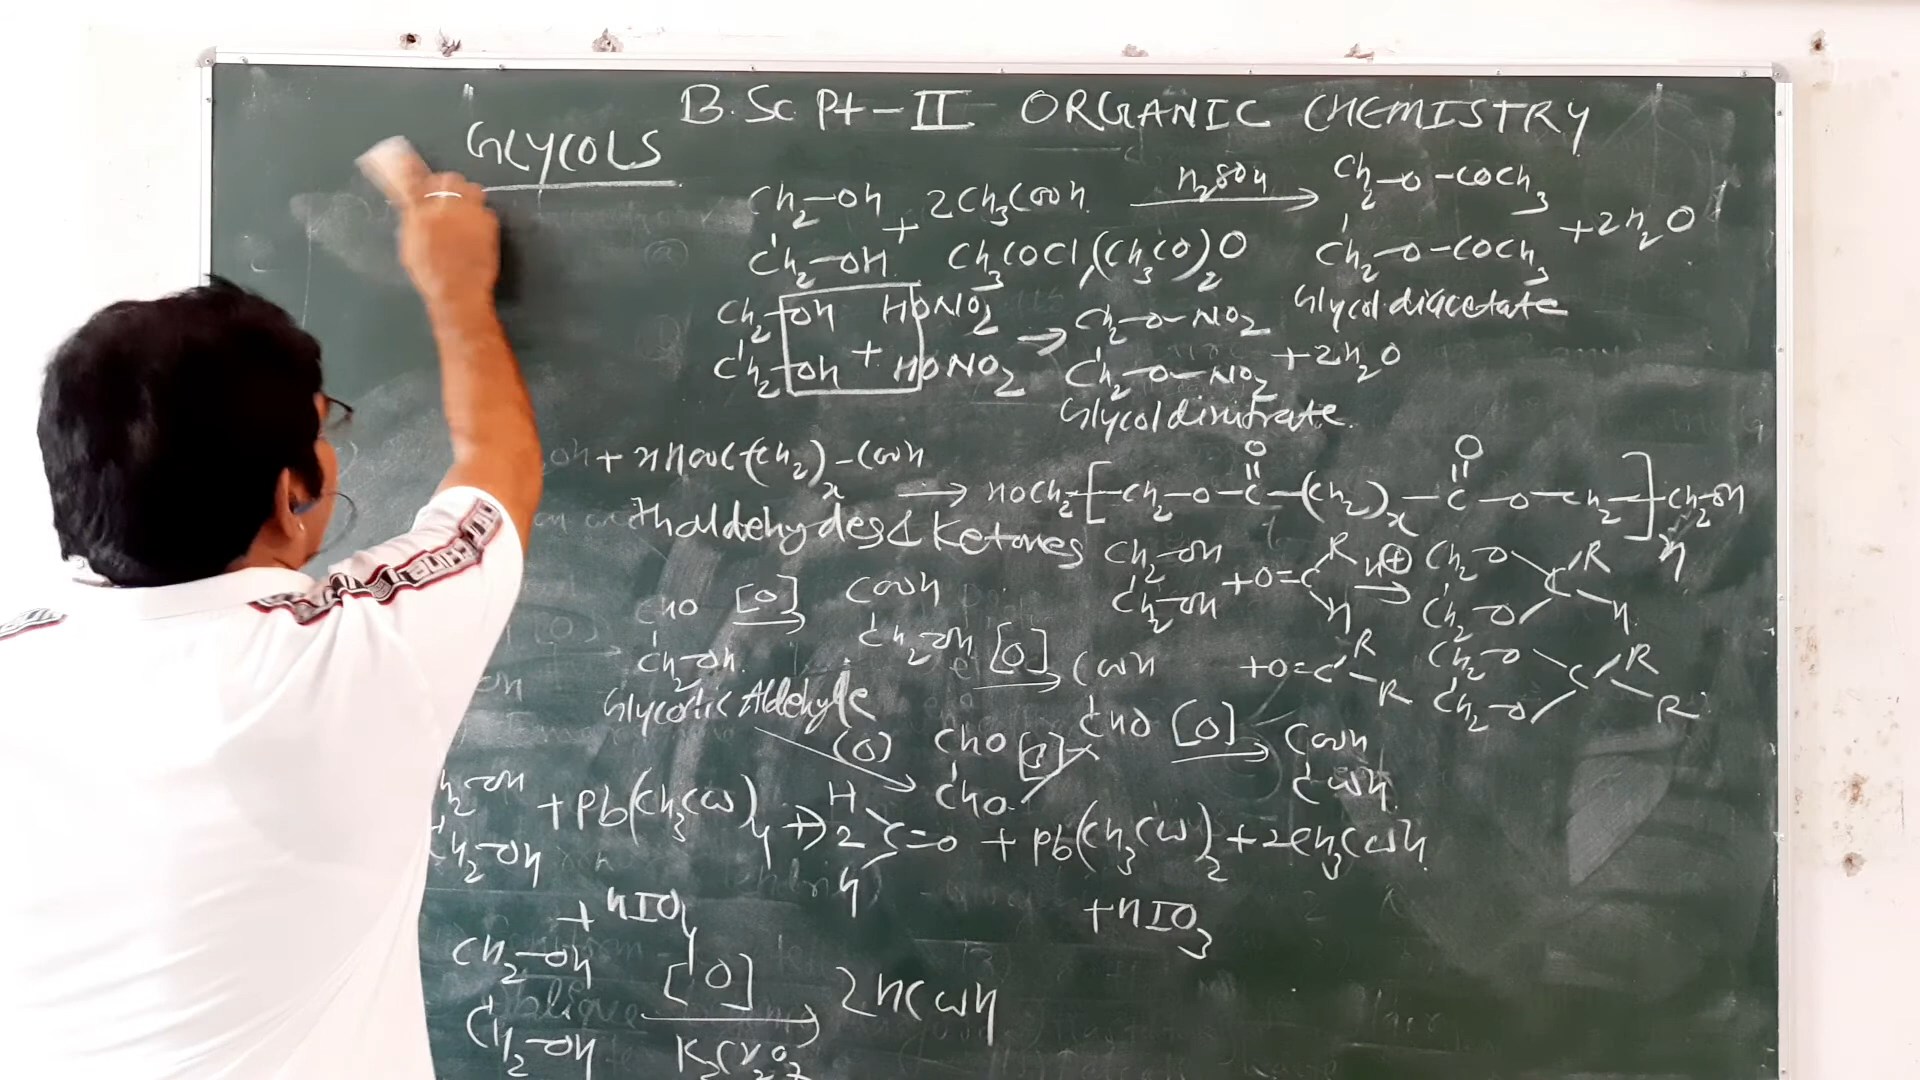 B.Sc Pt-II ORGANIC CHEMISTRY
GLYCOLS
CH2-OH + 2CH3COOH H2SO4 → CH2-O-COCH3 + 2H2O
CH2-OH CH3COCl, (CH3CO)2O CH2-O-COCH3
Glycol diacetate
CH2-OH HONO2 → CH2-O-NO2 + 2H2O
CH2-OH + HONO2 CH2-O-NO2
Glycol dinitrate
OH + nHOOC(CH2)x-COOH → HOCH2-[-CH2-O-C(=O)-(CH2)x-C(=O)-O-CH2-]n-CH2OH
aldehydes & Ketones
CH2-OH + O=C R H H⊕ → CH2-O C R
CH2-OH CH2-O H
+O=C R R CH2-O C R
CH2-O R
CHO [O] → COOH
CH2-OH CH2-OH [O] → COOH
CHO [O] → COOH
COOH
Glycolic Aldehyde
(O) CHO [O]
CHO
CH2-OH + Pb(CH3COO)4 → 2 H H C=O + Pb(CH3COO)2 + 2CH3COOH
CH2-OH
+ HIO4 + HIO3
CH2-OH [O] → 2HCOOH
CH2-OH K2Cr2O7